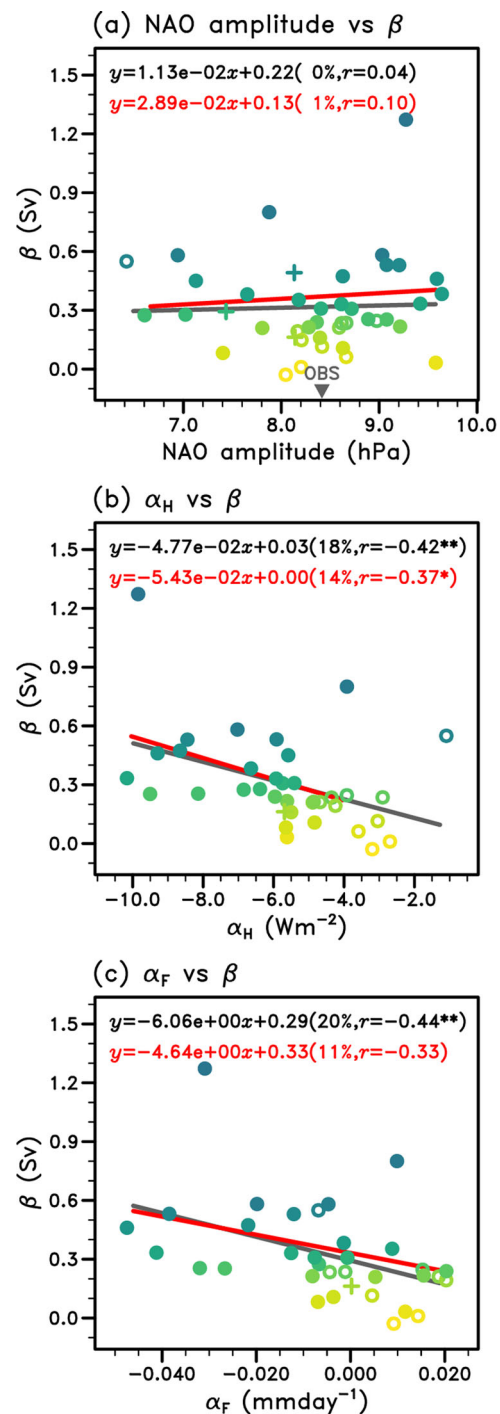 (a) NAO amplitude vs β
y=1.13e−02x+0.22( 0%,r=0.04)
y=2.89e−02x+0.13( 1%,r=0.10)
1.5
1.2
0.9
0.6
0.3
0.0
β (Sv)
OBS
7.0 8.0 9.0 10.0
NAO amplitude (hPa)
(b) α_H vs β
y=−4.77e−02x+0.03(18%,r=−0.42**)
y=−5.43e−02x+0.00(14%,r=−0.37*)
1.5
1.2
0.9
0.6
0.3
0.0
β (Sv)
−10.0 −8.0 −6.0 −4.0 −2.0
α_H (Wm⁻²)
(c) α_F vs β
y=−6.06e+00x+0.29(20%,r=−0.44**)
y=−4.64e+00x+0.33(11%,r=−0.33)
1.5
1.2
0.9
0.6
0.3
0.0
β (Sv)
−0.040 −0.020 0.000 0.020
α_F (mmday⁻¹)